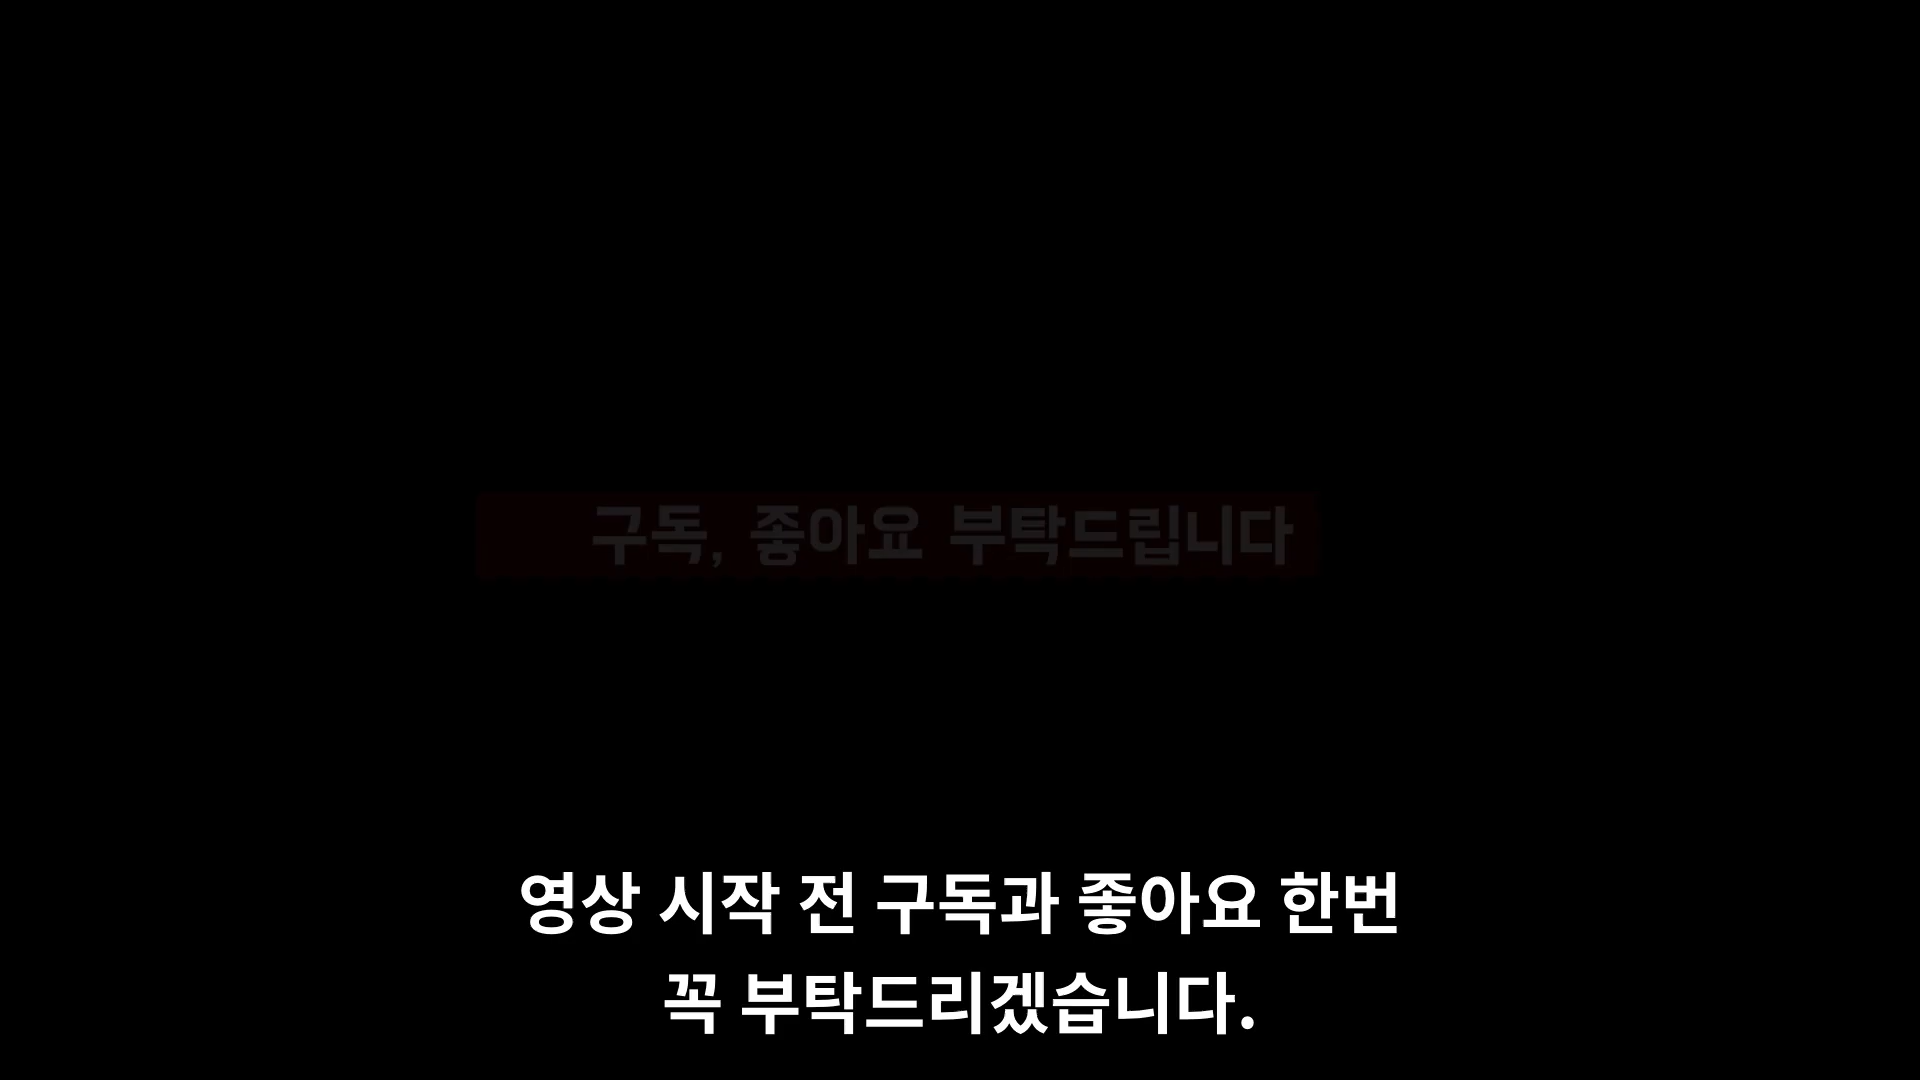 구독, 좋아요 부탁드립니다
영상 시작 전 구독과 좋아요 한번
꼭 부탁드리겠습니다.